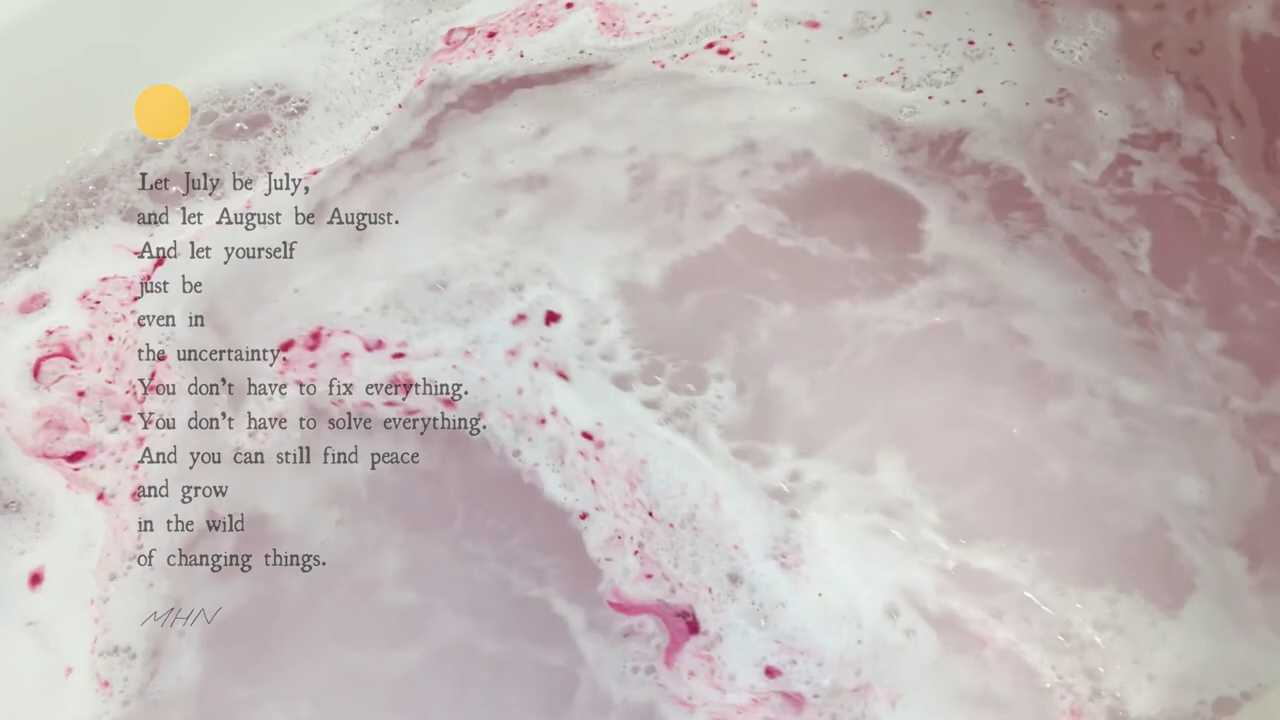 Let July be July,
and let August be August.
And let yourself
just be
even in
the uncertainty.
You don't have to fix everything.
You don't have to solve everything.
And you can still find peace
and grow
in the wild
of changing things.
MHN